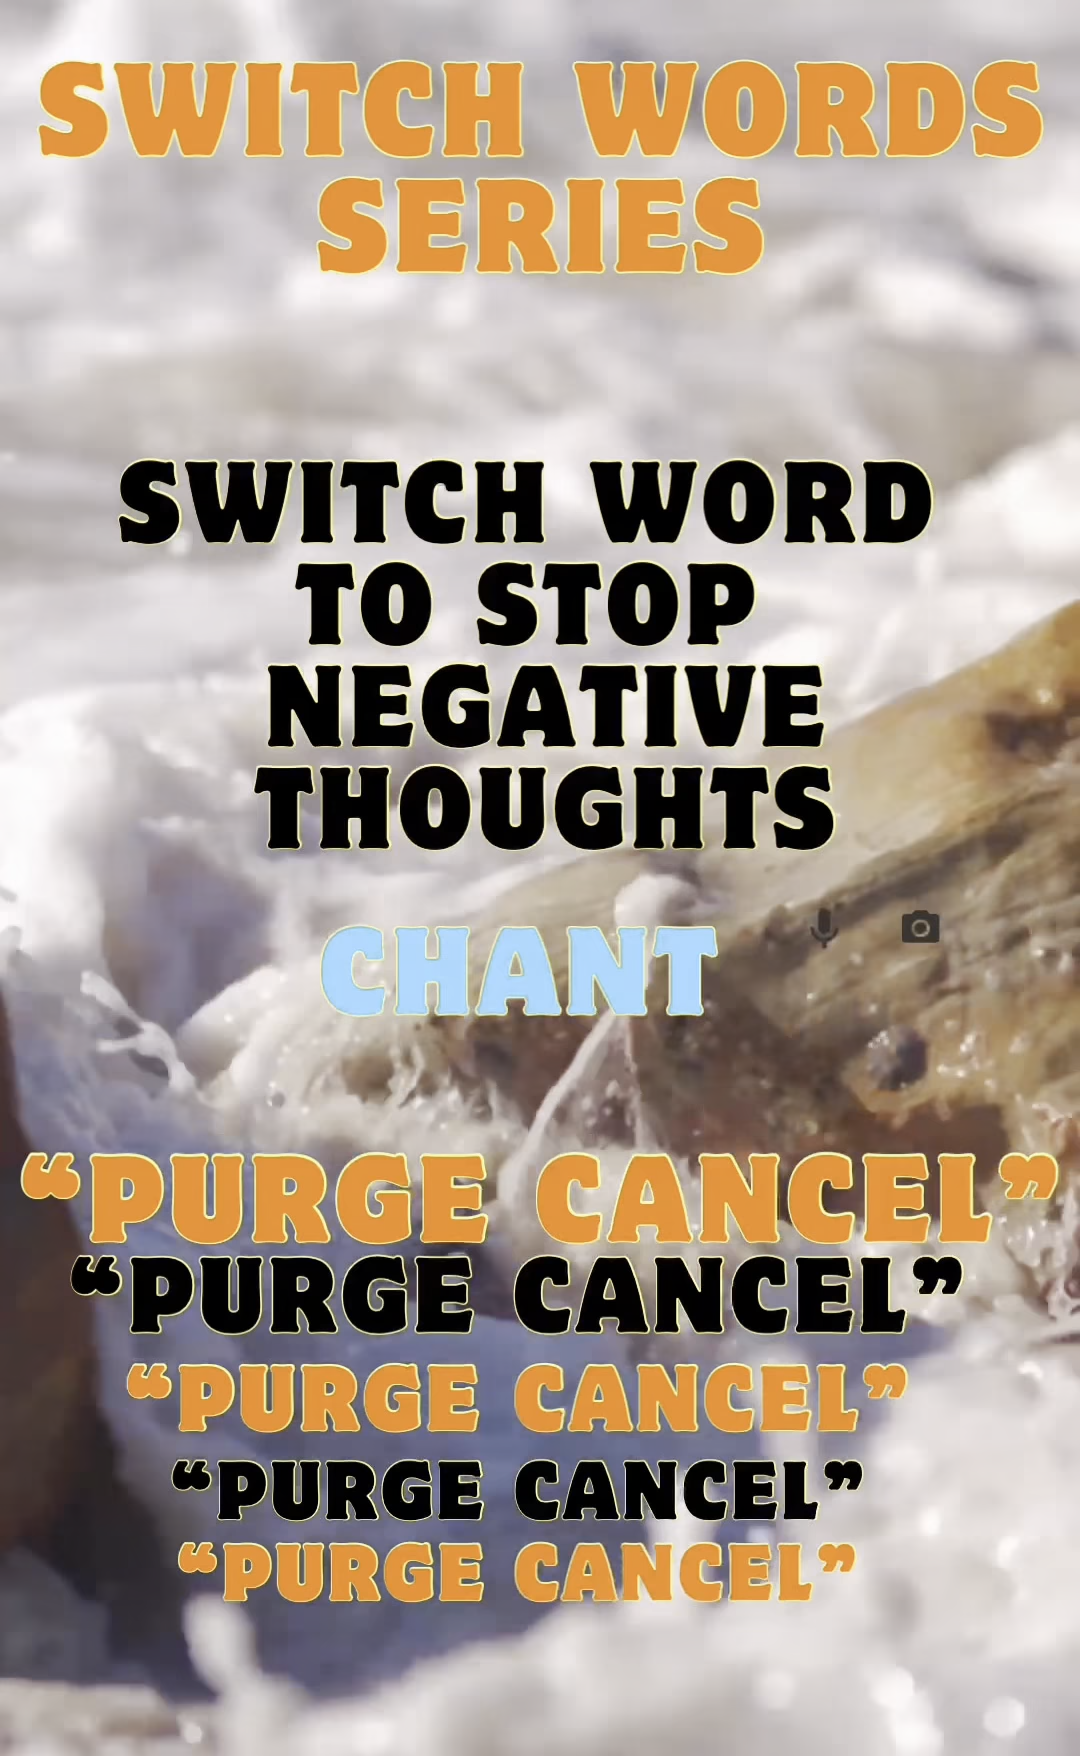 SWITCH WORDS
SERIES
SWITCH WORD
TO STOP
NEGATIVE
THOUGHTS
CHANT
“PURGE CANCEL”
“PURGE CANCEL”
“PURGE CANCEL”
“PURGE CANCEL”
“PURGE CANCEL”